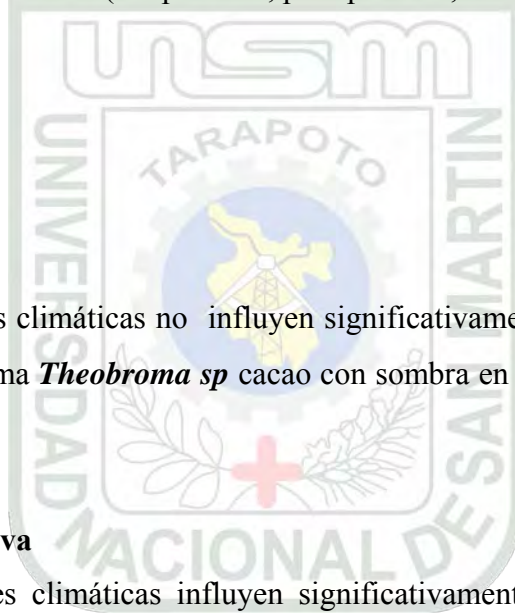 unsm
TARAPOTO
UNIVERSIDAD NACIONAL DE SAN MARTIN
s climáticas no influyen significativame
ma Theobroma sp cacao con sombra en
va
es climáticas influyen significativament